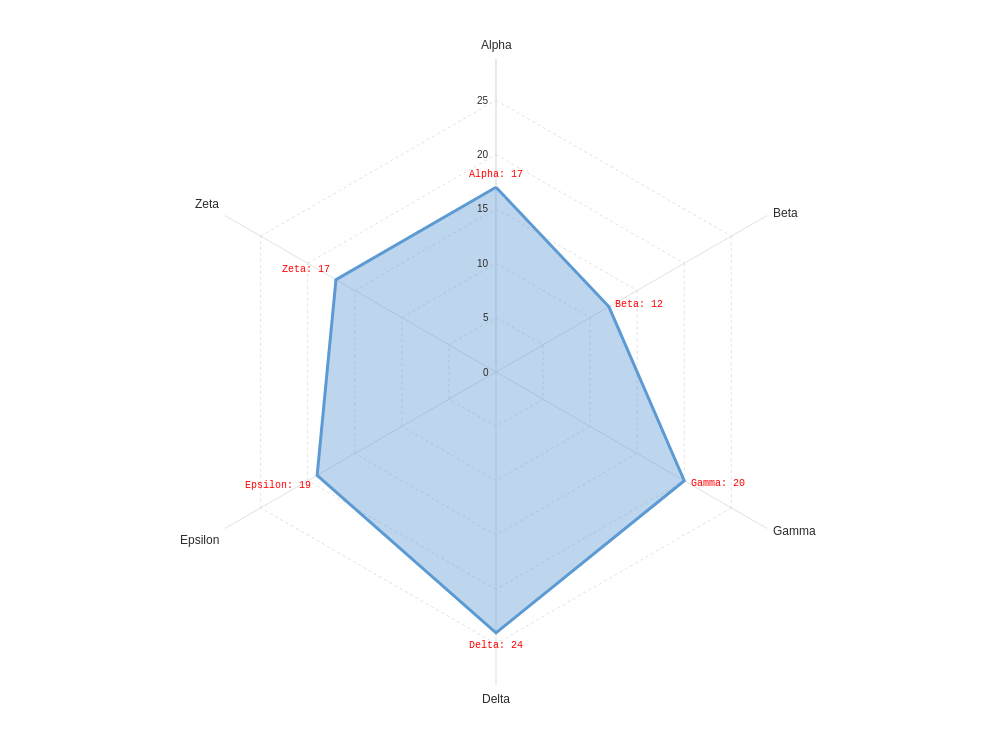 Alpha
25
20
Alpha: 17
Zeta
15
Beta
10
Zeta: 17
Beta: 12
5
0
Epsilon: 19
Gamma: 20
Epsilon
Gamma
Delta: 24
Delta